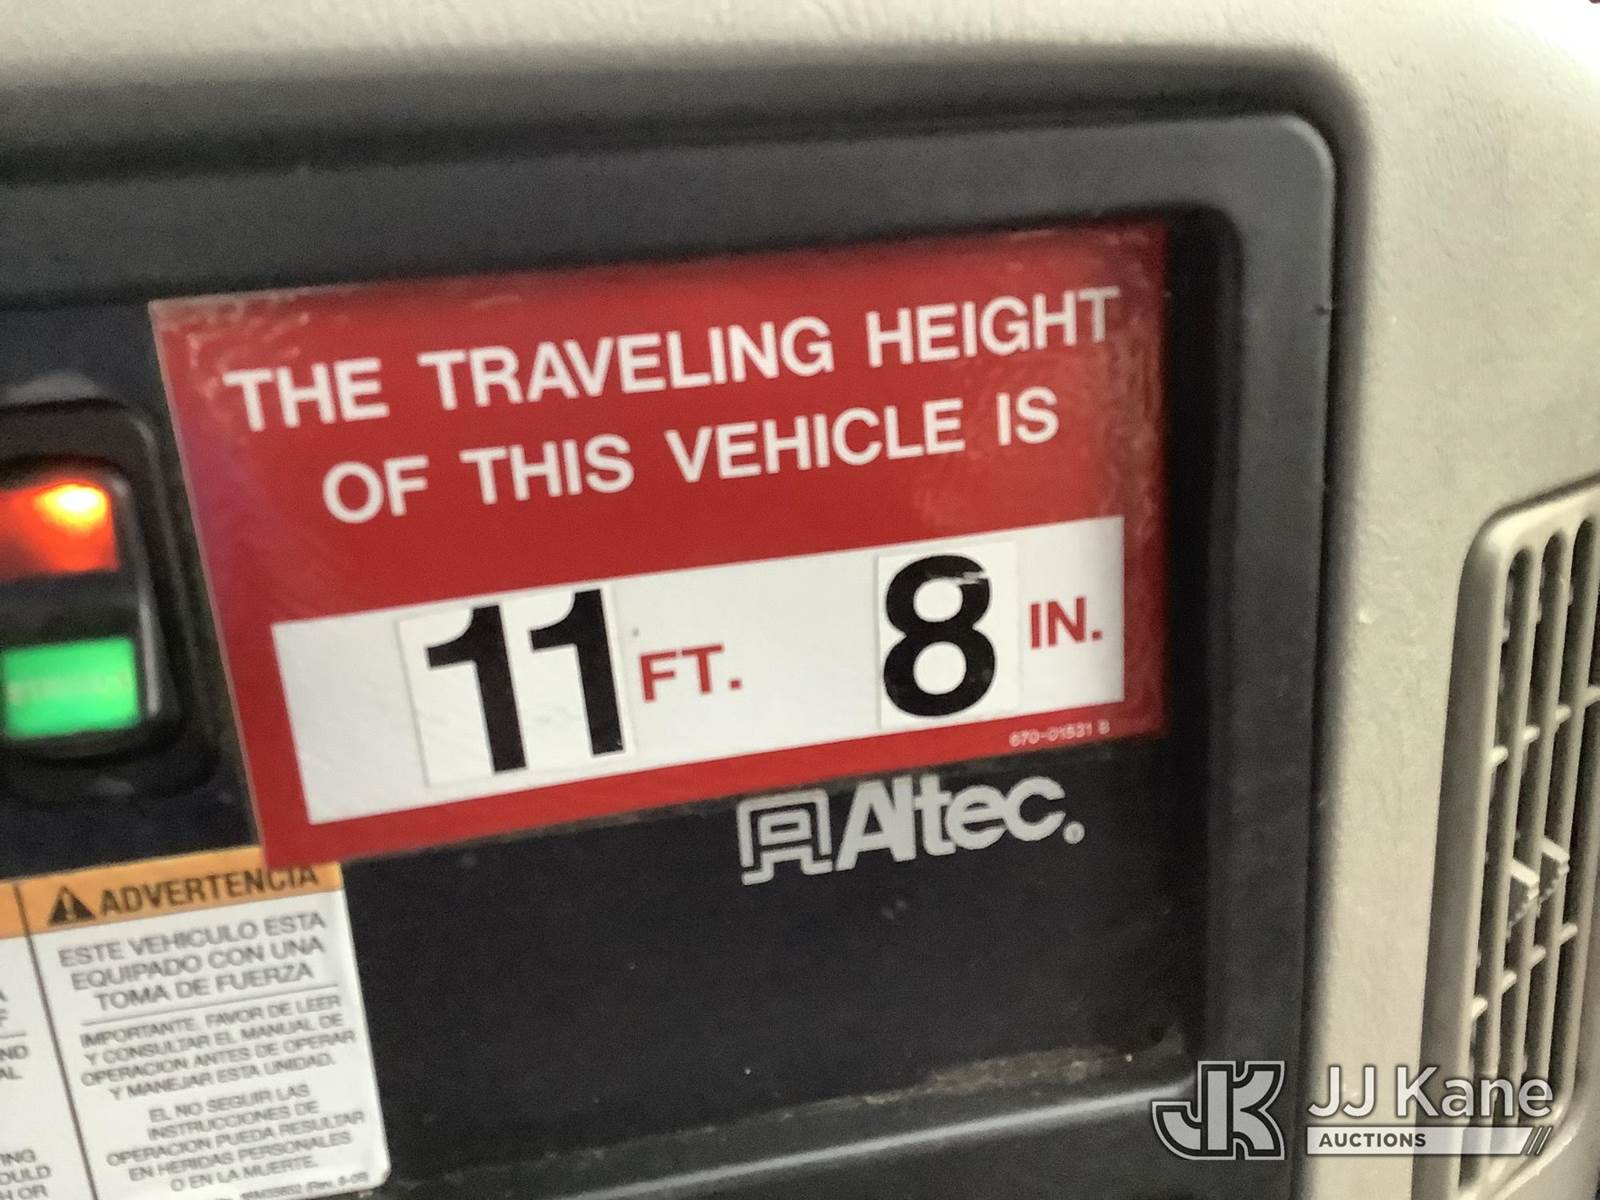 THE TRAVELING HEIGHT
OF THIS VEHICLE IS
11 FT. 8 IN.
670-01531 B
Altec
ADVERTENCIA
ESTE VEHICULO ESTA
EQUIPADO CON UNA
TOMA DE FUERZA
IMPORTANTE, FAVOR DE LEER
Y CONSULTAR EL MANUAL DE
OPERACION ANTES DE OPERAR
Y MANEJAR ESTA UNIDAD.
EL NO SEGUIR LAS
INSTRUCCIONES DE
OPERACION PUEDA RESULTAR
EN HERIDAS PERSONALES
O EN LA MUERTE.
JK JJ Kane
AUCTIONS